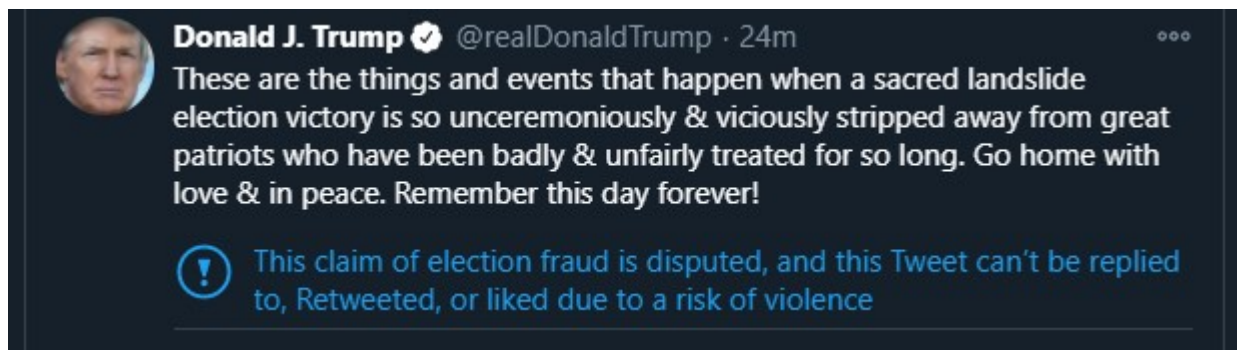 Donald J. Trump @realDonaldTrump · 24m
These are the things and events that happen when a sacred landslide
election victory is so unceremoniously & viciously stripped away from great
patriots who have been badly & unfairly treated for so long. Go home with
love & in peace. Remember this day forever!
This claim of election fraud is disputed, and this Tweet can't be replied
to, Retweeted, or liked due to a risk of violence